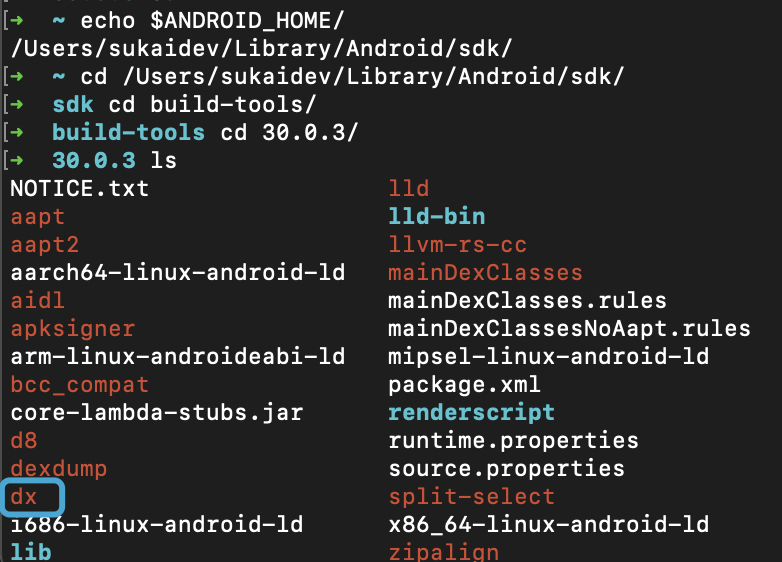 [➜  ~ echo $ANDROID_HOME/
/Users/sukaidev/Library/Android/sdk/
[➜  ~ cd /Users/sukaidev/Library/Android/sdk/
[➜  sdk cd build-tools/
[➜  build-tools cd 30.0.3/
[➜  30.0.3 ls
NOTICE.txt lld
aapt lld-bin
aapt2 llvm-rs-cc
aarch64-linux-android-ld mainDexClasses
aidl mainDexClasses.rules
apksigner mainDexClassesNoAapt.rules
arm-linux-androideabi-ld mipsel-linux-android-ld
bcc_compat package.xml
core-lambda-stubs.jar renderscript
d8 runtime.properties
dexdump source.properties
dx split-select
i686-linux-android-ld x86_64-linux-android-ld
lib zipalign